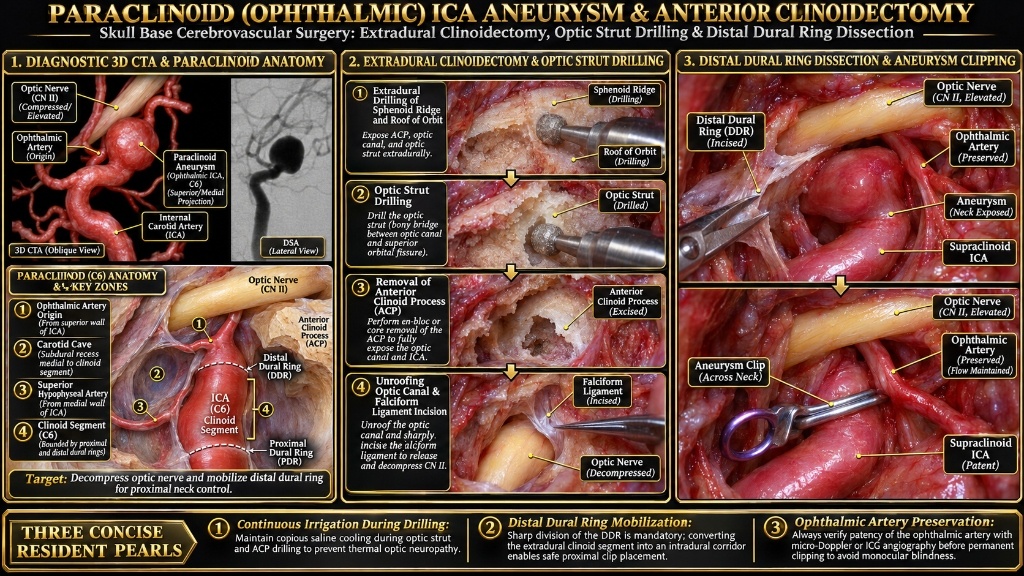 PARACLINOID (OPHTHALMIC) ICA ANEURYSM & ANTERIOR CLINOIDECTOMY
Skull Base Cerebrovascular Surgery: Extradural Clinoidectomy, Optic Strut Drilling & Distal Dural Ring Dissection
1. DIAGNOSTIC 3D CTA & PARACLINOID ANATOMY
Optic Nerve
(CN II)
(Compressed/
Elevated)
Ophthalmic
Artery
(Origin)
Paraclinoid
Aneurysm
(Ophthalmic ICA,
C6)
(Superior/Medial
Projection)
Internal
Carotid Artery
(ICA)
3D CTA (Oblique View)
DSA
(Lateral View)
(C6) ANATOMY
KEY ZONES
1 Ophthalmic Artery
Origin
(From superior wall
of ICA)
2 Carotid Cave
(Subdural recess
medial to clinoid
segment)
3 Superior
Hypophyseal Artery
(From medial wall
of ICA)
4 Clinoid Segment
(C6)
(Bounded by proximal
and distal dural rings)
Optic Nerve
(CN II)
1
Anterior
Clinoid Process
(ACP)
2
Distal
Dural Ring
(DDR)
3
ICA
(C6)
Clinoid
Segment
4
Proximal
Dural Ring
(PDR)
Target: Decompress optic nerve and mobilize distal dural ring
for proximal neck control.
2. EXTRADURAL CLINOIDECTOMY & OPTIC STRUT DRILLING
1 Extradural
Drilling of
Sphenoid Ridge
and Roof of Orbit
Expose ACP, optic
canal, and optic
strut extradurally.
Sphenoid Ridge
(Drilling)
Roof of Orbit
(Drilling)
2 Optic Strut
Drilling
Drill the optic
strut (bony bridge
between optic canal
and superior
orbital fissure).
Optic Strut
(Drilled)
3 Removal of
Anterior
Clinoid Process
(ACP)
Perform en-bloc or
core removal of the
ACP to fully
expose the optic
canal and ICA.
Anterior
Clinoid Process
(Excised)
4 Unroofing
Optic Canal &
Falciform
Ligament Incision
Unroof the optic
canal and sharply.
incise the alciform
ligament to release
and decompress CN II.
Falciform
Ligament
(Incised)
Optic Nerve
(Decompressed)
3. DISTAL DURAL RING DISSECTION & ANEURYSM CLIPPING
Distal Dural
Ring (DDR)
(Incised)
Optic Nerve
(CN II, Elevated)
Ophthalmic
Artery
(Preserved)
Aneurysm
(Neck Exposed)
Supraclinoid
ICA
Optic Nerve
(CN II, Elevated)
Ophthalmic
Artery
(Preserved)
(Flow Maintained)
Aneurysm Clip
(Across Neck)
Supraclinoid
ICA
(Patent)
THREE CONCISE
RESIDENT PEARLS
1 Continuous Irrigation During Drilling:
Maintain copious saline cooling during optic strut
and ACP drilling to prevent thermal optic neuropathy.
2 Distal Dural Ring Mobilization:
Sharp division of the DDR is mandatory; converting
the extradural clinoid segment into an intradural corridor
enables safe proximal clip placement.
3 Ophthalmic Artery Preservation:
Always verify patency of the ophthalmic artery with
micro-Doppler or ICG angiography before permanent
clipping to avoid monocular blindness.